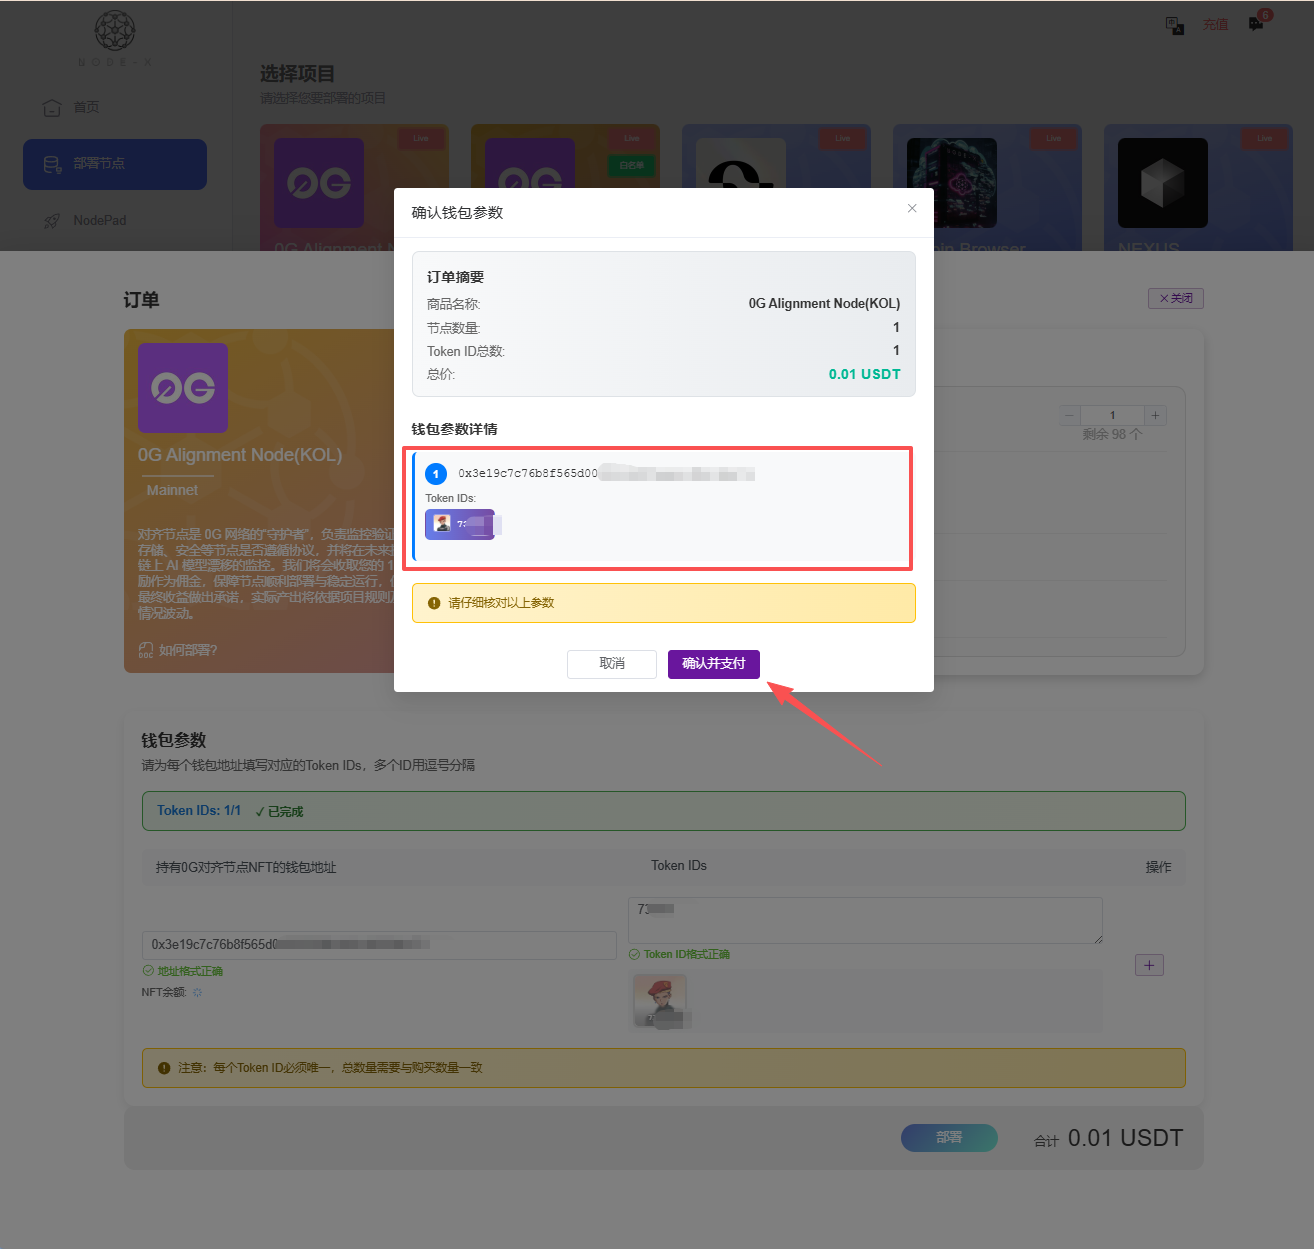 NODE-X
充值
6
首页
部署节点
NodePad
选择项目
请选择您要部署的项目
Live
Live
白名单
Live
Live
Live
0G
0G
0G Alignment N
in Browser
NEXUS
订单
×关闭
0G
0G Alignment Node(KOL)
Mainnet
对齐节点是 0G 网络的“守护者”，负责监控验证
存储、安全等节点是否遵循协议，并将在未来
链上 AI 模型漂移的监控。我们将会收取您的 1
励作为佣金，保障节点顺利部署与稳定运行，
最终收益做出承诺，实际产出将依据项目规则
情况波动。
如何部署?
1
剩余 98 个
确认钱包参数
订单摘要
商品名称:
0G Alignment Node(KOL)
节点数量:
1
Token ID总数:
1
总价:
0.01 USDT
钱包参数详情
1
0x3e19c7c76b8f565d00
Token IDs:
73
请仔细核对以上参数
取消
确认并支付
钱包参数
请为每个钱包地址填写对应的Token IDs，多个ID用逗号分隔
Token IDs: 1/1 ✓已完成
持有0G对齐节点NFT的钱包地址
Token IDs
操作
73
0x3e19c7c76b8f565d0
Token ID格式正确
地址格式正确
NFT余额:
7
注意：每个Token ID必须唯一，总数量需要与购买数量一致
部署
合计 0.01 USDT